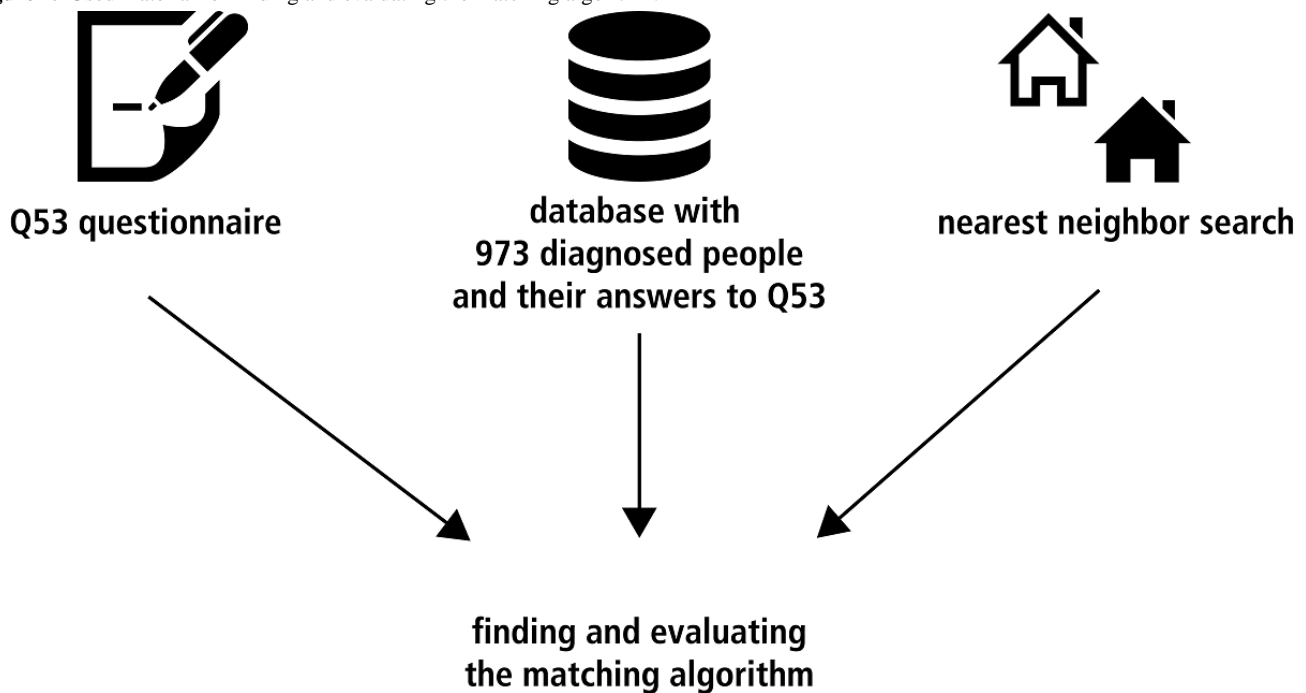 Q53 questionnaire
database with
973 diagnosed people
and their answers to Q53
nearest neighbor search
finding and evaluating
the matching algorithm